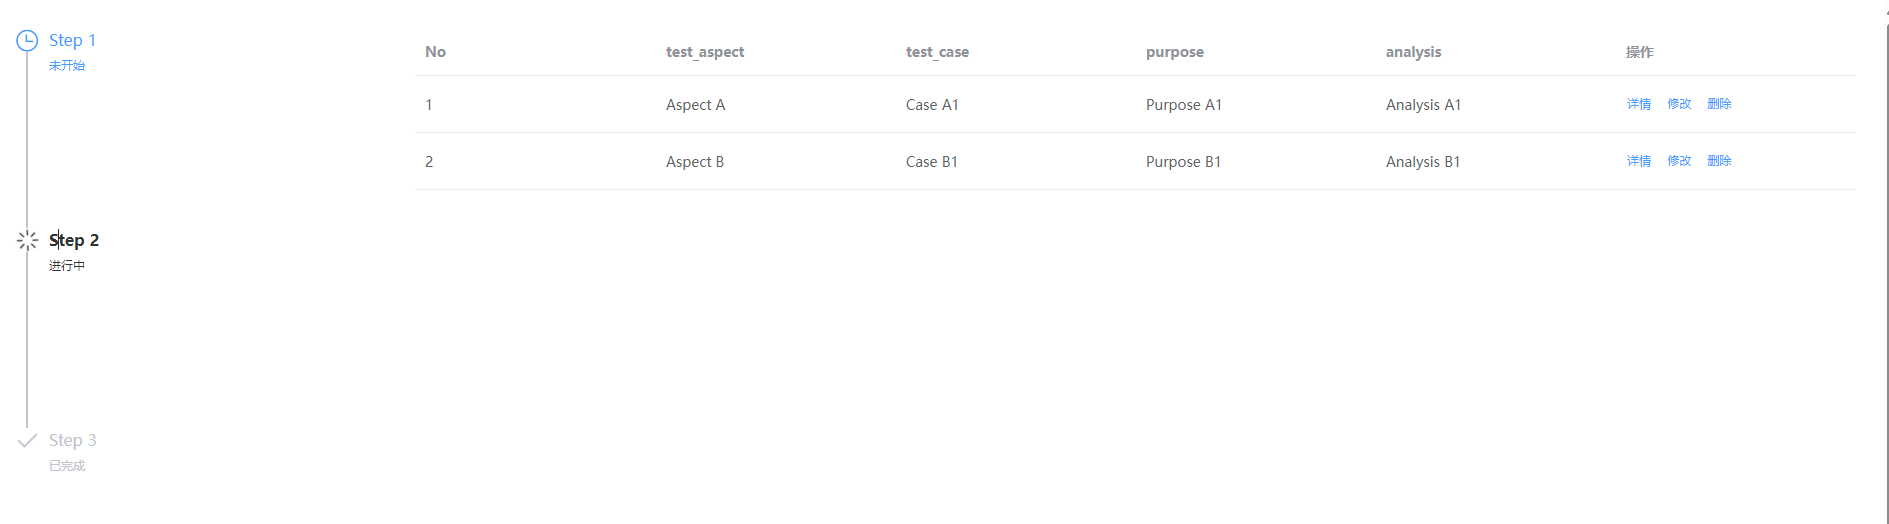 Step 1
未开始
Step 2
进行中
Step 3
已完成
No test_aspect test_case purpose analysis 操作
1 Aspect A Case A1 Purpose A1 Analysis A1 详情 修改 删除
2 Aspect B Case B1 Purpose B1 Analysis B1 详情 修改 删除